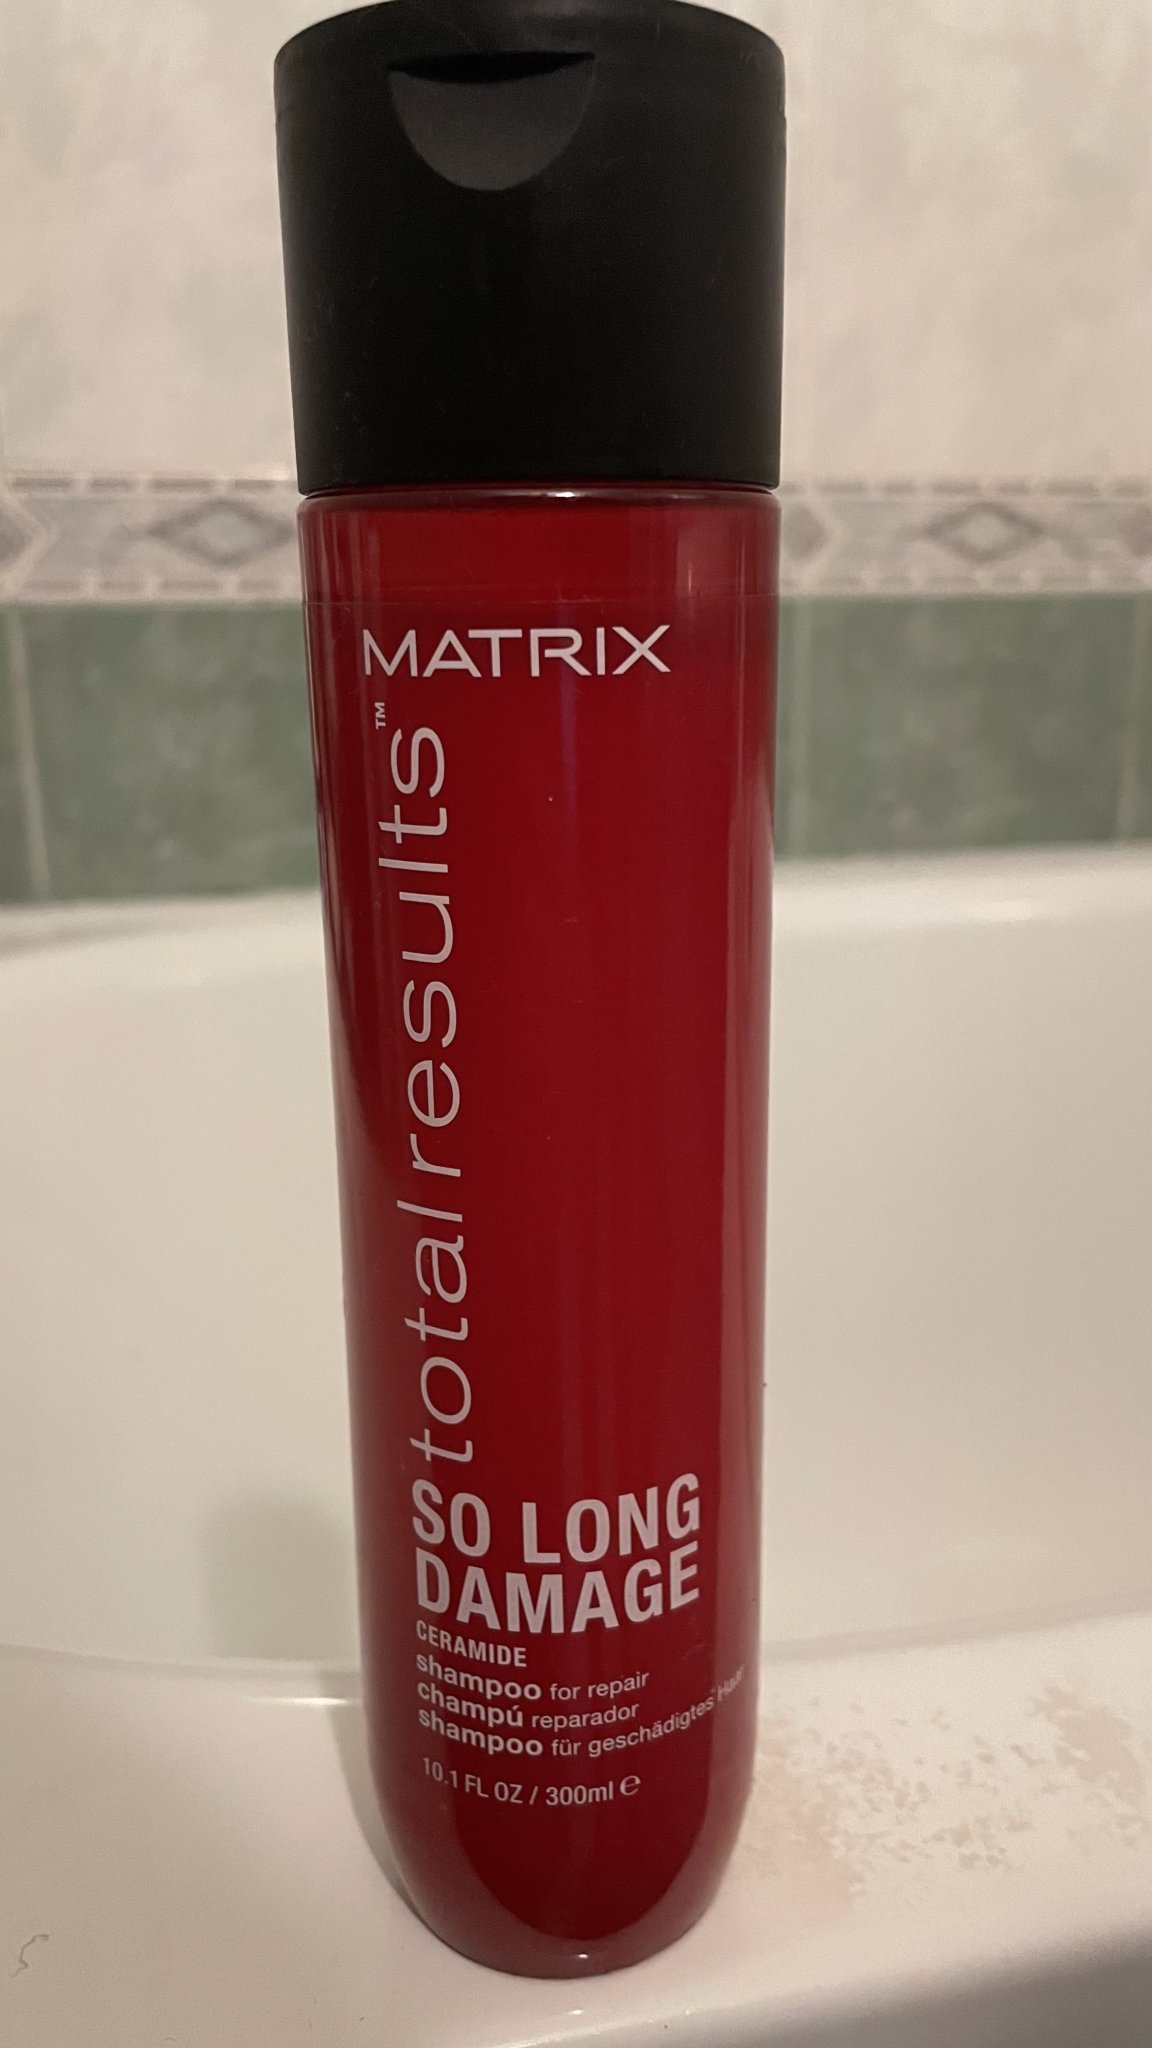 MATRIX
total results™
SO LONG
DAMAGE
CERAMIDE
shampoo for repair
champú reparador
shampoo für geschädigtes Haar
10.1 FL OZ / 300ml ℮